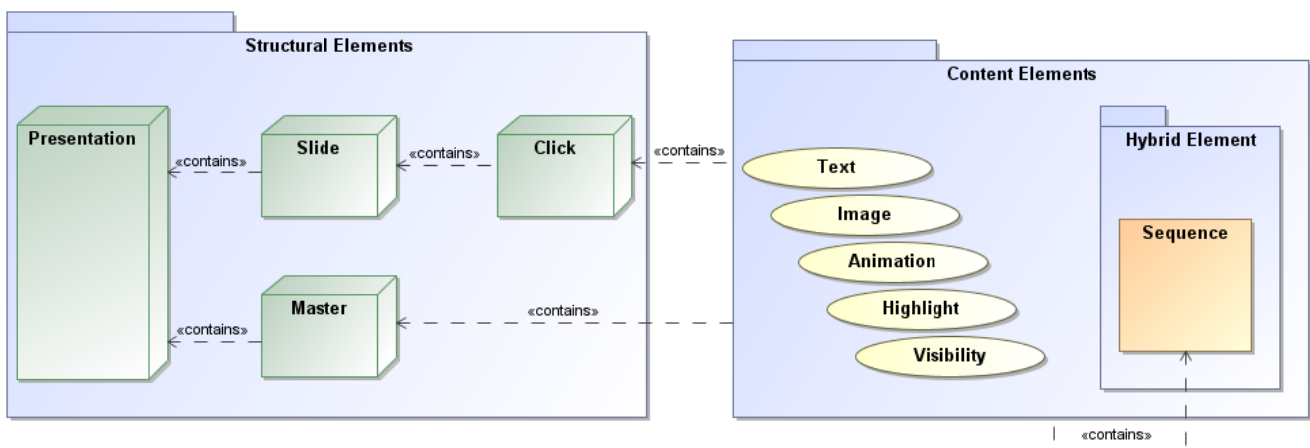 Structural Elements
Presentation
«contains»
Slide
«contains»
Click
«contains»
«contains»
Master
«contains»
Content Elements
Text
Image
Animation
Highlight
Visibility
Hybrid Element
Sequence
«contains»